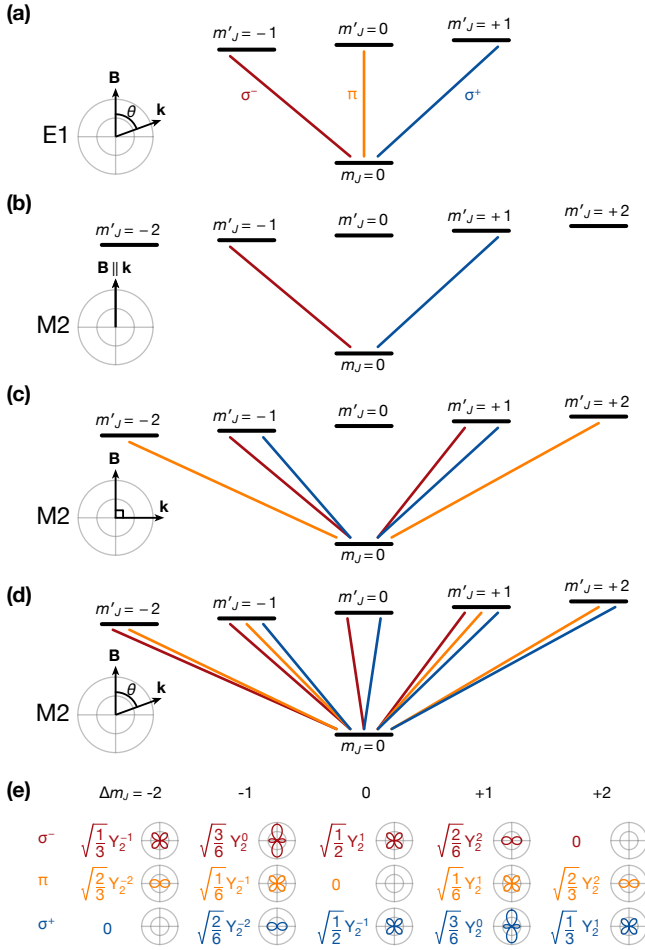 (a)
m′J = −1 m′J = 0 m′J = +1
B
θ
k
σ− π σ+
E1
mJ = 0
(b)
m′J = −2 m′J = −1 m′J = 0 m′J = +1 m′J = +2
B ∥ k
M2
mJ = 0
(c)
m′J = −2 m′J = −1 m′J = 0 m′J = +1 m′J = +2
B
M2
k
mJ = 0
(d)
m′J = −2 m′J = −1 m′J = 0 m′J = +1 m′J = +2
B
θ
k
M2
mJ = 0
(e)
ΔmJ = -2 -1 0 +1 +2
σ− √(1/3) Y₂⁻¹ √(3/6) Y₂⁰ √(1/2) Y₂¹ √(2/6) Y₂² 0
π √(2/3) Y₂⁻² √(1/6) Y₂⁻¹ 0 √(1/6) Y₂¹ √(2/3) Y₂²
σ+ 0 √(2/6) Y₂⁻² √(1/2) Y₂⁻¹ √(3/6) Y₂⁰ √(1/3) Y₂¹